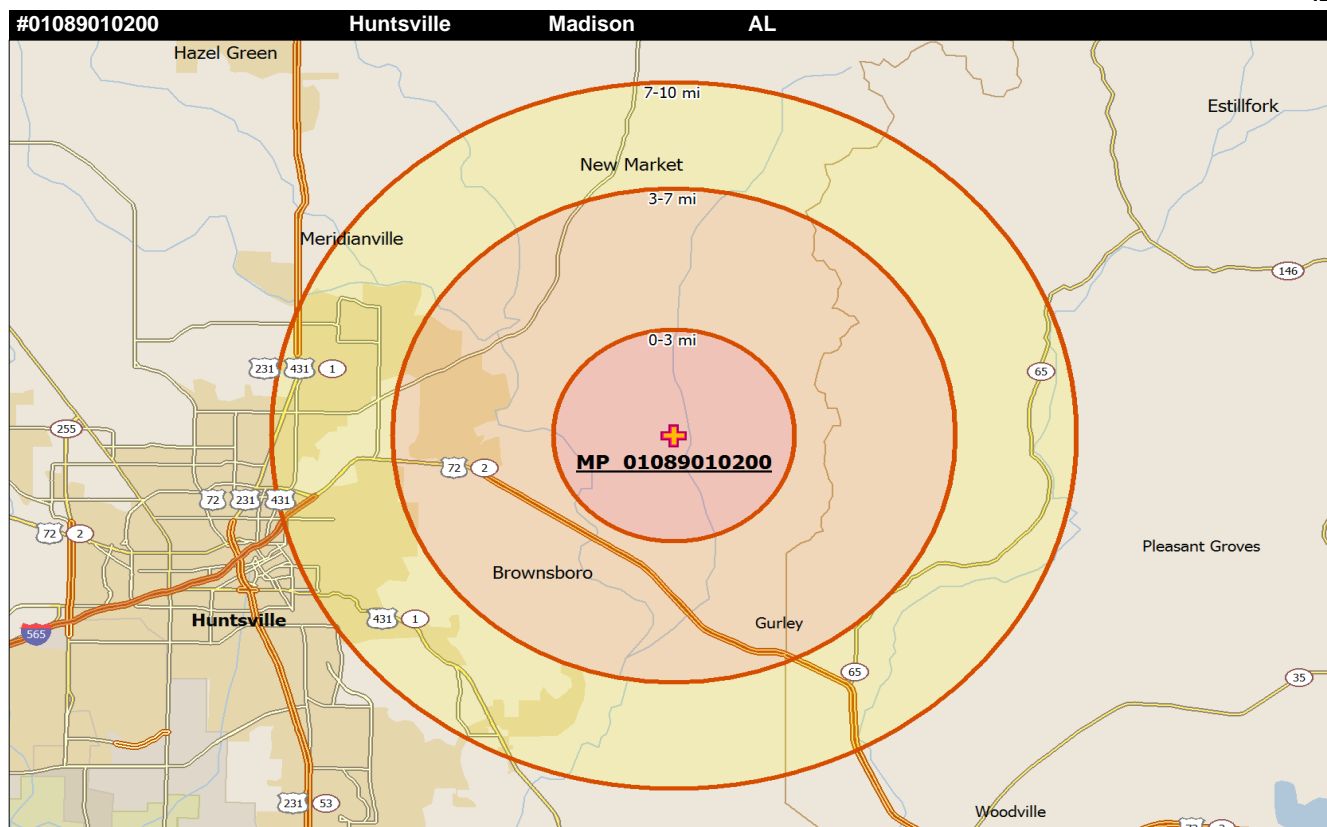 #01089010200 Huntsville Madison AL
Hazel Green
7-10 mi
Estillfork
New Market
3-7 mi
Meridianville
146
0-3 mi
231 431 1
65
255
MP 01089010200
72 2
72 231 431
72 2
Pleasant Groves
Brownsboro
431 1
Huntsville
Gurley
565
65
35
231 53
Woodville